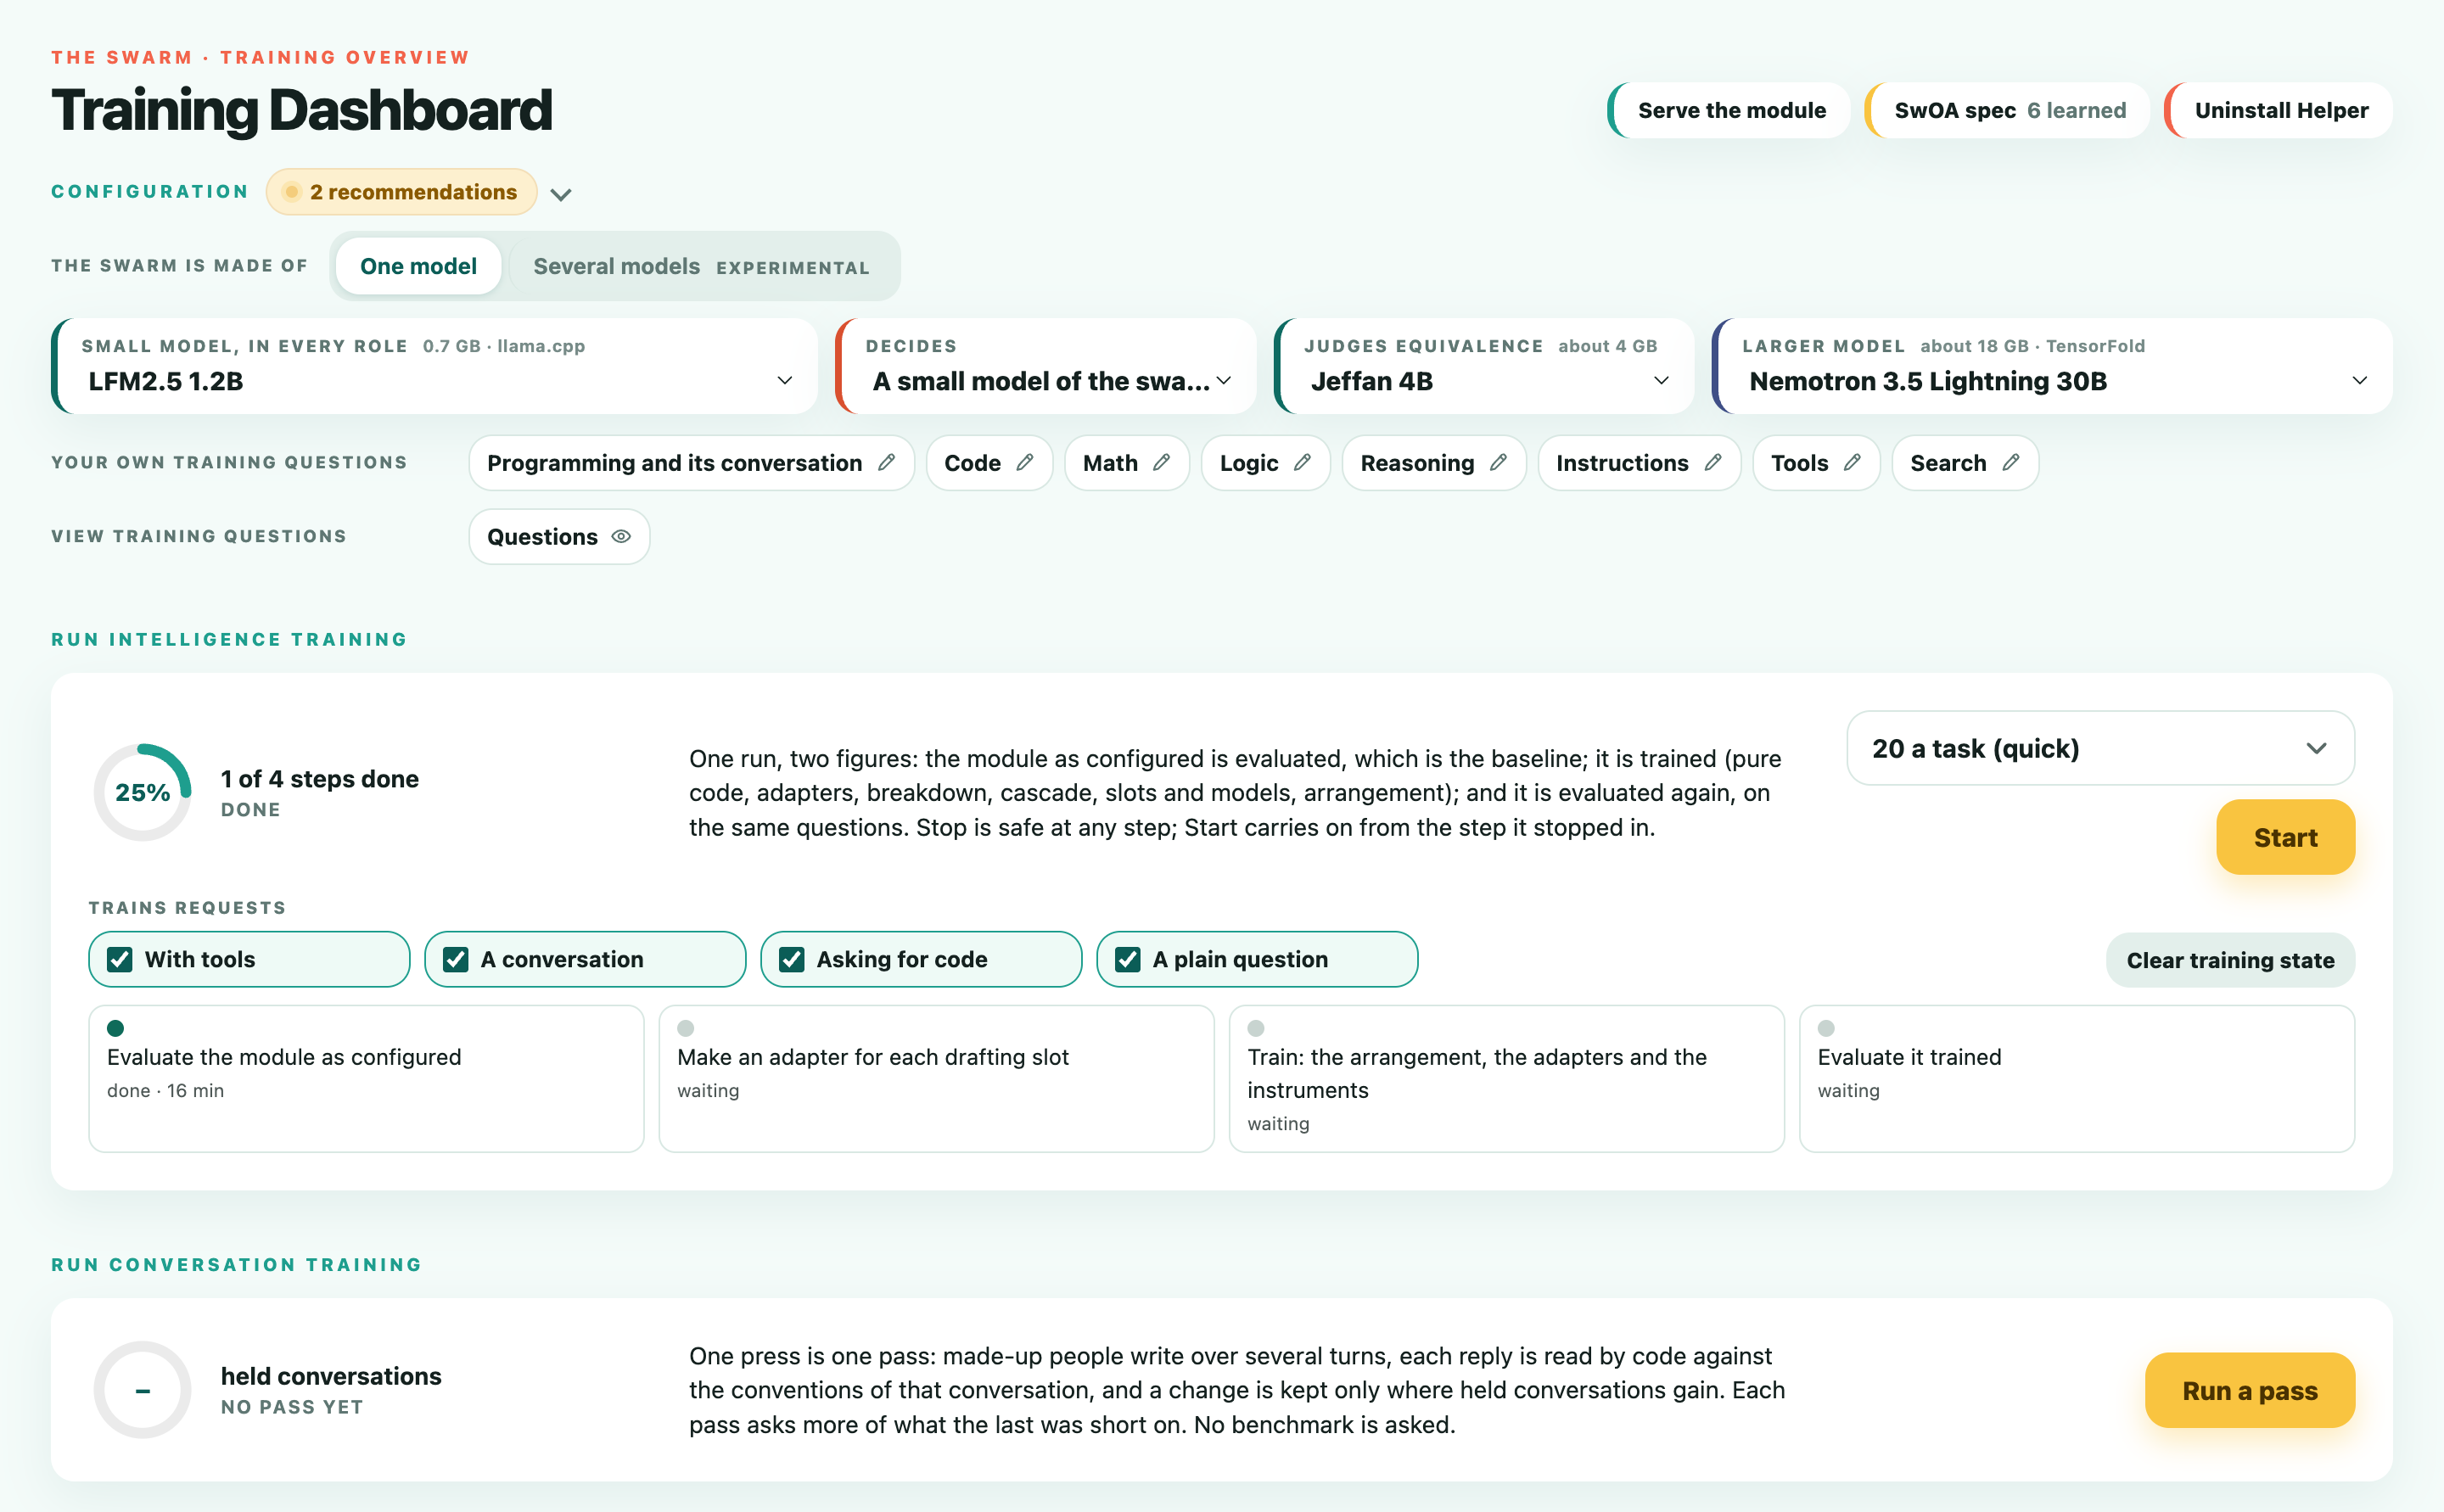 THE SWARM · TRAINING OVERVIEW
Training Dashboard
Serve the module
SwOA spec 6 learned
Uninstall Helper
CONFIGURATION
2 recommendations
THE SWARM IS MADE OF
One model
Several models EXPERIMENTAL
SMALL MODEL, IN EVERY ROLE 0.7 GB · llama.cpp
LFM2.5 1.2B
DECIDES
A small model of the swa...
JUDGES EQUIVALENCE about 4 GB
Jeffan 4B
LARGER MODEL about 18 GB · TensorFold
Nemotron 3.5 Lightning 30B
YOUR OWN TRAINING QUESTIONS
Programming and its conversation
Code
Math
Logic
Reasoning
Instructions
Tools
Search
VIEW TRAINING QUESTIONS
Questions
RUN INTELLIGENCE TRAINING
25%
1 of 4 steps done
DONE
One run, two figures: the module as configured is evaluated, which is the baseline; it is trained (pure
code, adapters, breakdown, cascade, slots and models, arrangement); and it is evaluated again, on
the same questions. Stop is safe at any step; Start carries on from the step it stopped in.
20 a task (quick)
Start
TRAINS REQUESTS
With tools
A conversation
Asking for code
A plain question
Clear training state
Evaluate the module as configured
done · 16 min
Make an adapter for each drafting slot
waiting
Train: the arrangement, the adapters and the
instruments
waiting
Evaluate it trained
waiting
RUN CONVERSATION TRAINING
–
held conversations
NO PASS YET
One press is one pass: made-up people write over several turns, each reply is read by code against
the conventions of that conversation, and a change is kept only where held conversations gain. Each
pass asks more of what the last was short on. No benchmark is asked.
Run a pass